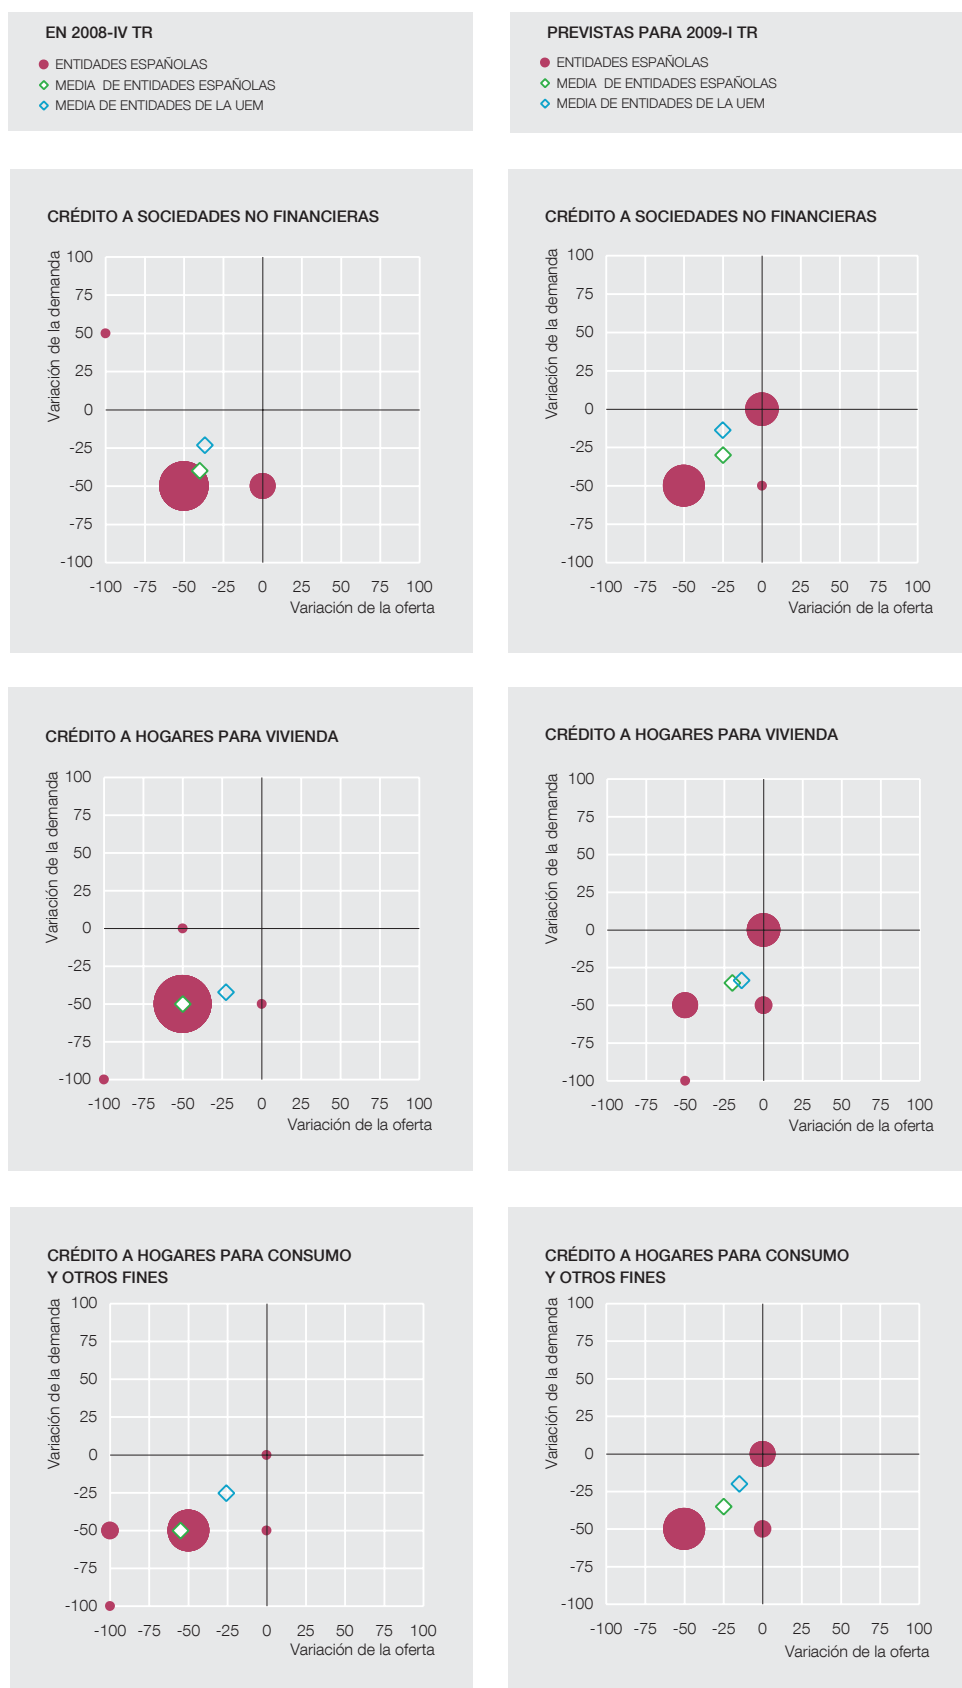 EN 2008-IV TR
ENTIDADES ESPAÑOLAS
MEDIA DE ENTIDADES ESPAÑOLAS
MEDIA DE ENTIDADES DE LA UEM
PREVISTAS PARA 2009-I TR
ENTIDADES ESPAÑOLAS
MEDIA DE ENTIDADES ESPAÑOLAS
MEDIA DE ENTIDADES DE LA UEM
CRÉDITO A SOCIEDADES NO FINANCIERAS
Variación de la demanda
100
75
50
25
0
-25
-50
-75
-100
-100 -75 -50 -25 0 25 50 75 100
Variación de la oferta
CRÉDITO A SOCIEDADES NO FINANCIERAS
Variación de la demanda
100
75
50
25
0
-25
-50
-75
-100
-100 -75 -50 -25 0 25 50 75 100
Variación de la oferta
CRÉDITO A HOGARES PARA VIVIENDA
Variación de la demanda
100
75
50
25
0
-25
-50
-75
-100
-100 -75 -50 -25 0 25 50 75 100
Variación de la oferta
CRÉDITO A HOGARES PARA VIVIENDA
Variación de la demanda
100
75
50
25
0
-25
-50
-75
-100
-100 -75 -50 -25 0 25 50 75 100
Variación de la oferta
CRÉDITO A HOGARES PARA CONSUMO
Y OTROS FINES
Variación de la demanda
100
75
50
25
0
-25
-50
-75
-100
-100 -75 -50 -25 0 25 50 75 100
Variación de la oferta
CRÉDITO A HOGARES PARA CONSUMO
Y OTROS FINES
Variación de la demanda
100
75
50
25
0
-25
-50
-75
-100
-100 -75 -50 -25 0 25 50 75 100
Variación de la oferta